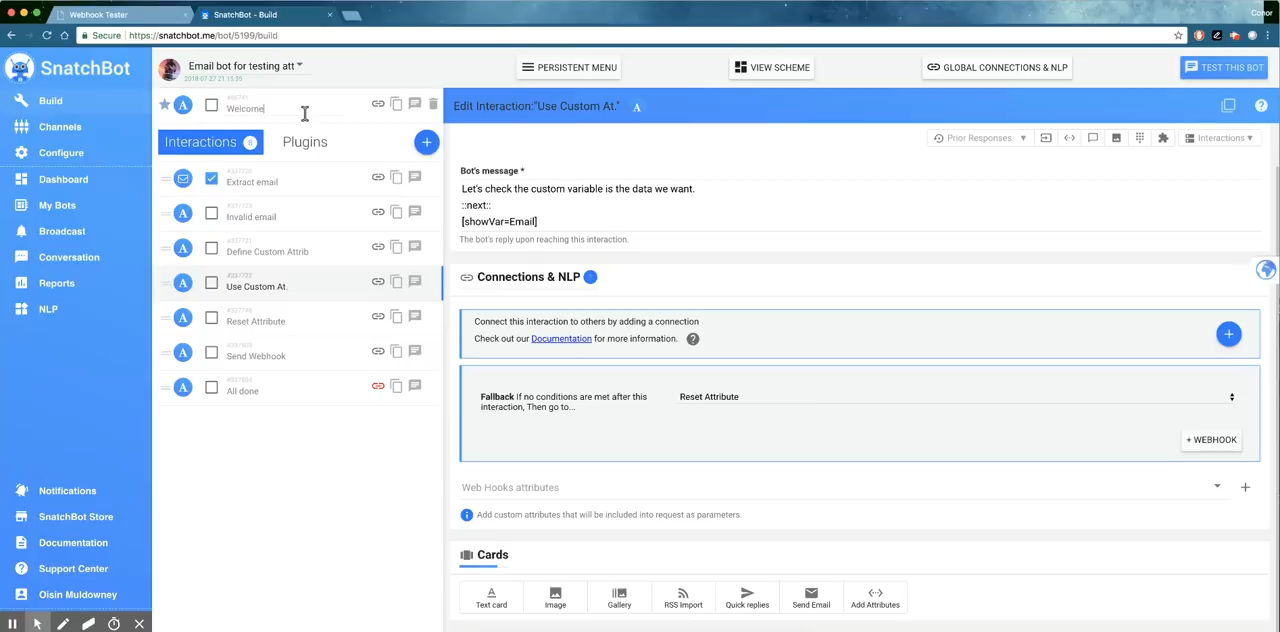 Webhook Tester
SnatchBot - Build
Conor
Secure
https://snatchbot.me/bot/5199/build
SnatchBot
Build
Channels
Configure
Dashboard
My Bots
Broadcast
Conversation
Reports
NLP
Notifications
SnatchBot Store
Documentation
Support Center
Oisin Muldowney
Email bot for testing att
2018-07-27 21:15:35
PERSISTENT MENU
VIEW SCHEME
GLOBAL CONNECTIONS & NLP
TEST THIS BOT
Welcome
Interactions 8
Plugins
Extract email
Invalid email
Define Custom Attrib
Use Custom At.
Reset Attribute
Send Webhook
All done
Edit Interaction:"Use Custom At."
Prior Responses
Interactions
Bot's message *
Let's check the custom variable is the data we want.
::next::
[showVar=Email]
The bot's reply upon reaching this interaction.
Connections & NLP
Connect this interaction to others by adding a connection
Check out our Documentation for more information.
Fallback If no conditions are met after this
interaction, Then go to...
Reset Attribute
+ WEBHOOK
Web Hooks attributes
Add custom attributes that will be included into request as parameters.
Cards
Text card
Image
Gallery
RSS Import
Quick replies
Send Email
Add Attributes